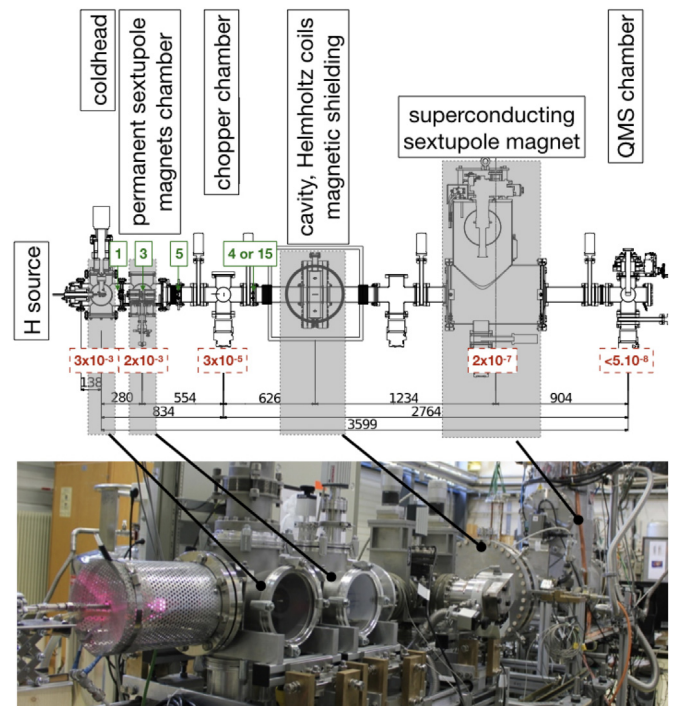 coldhead
permanent sextupole
magnets chamber
chopper chamber
cavity, Helmholtz coils
magnetic shielding
superconducting
sextupole magnet
QMS chamber
H source
1
3
5
4 or 15
3x10⁻³
2x10⁻³
3x10⁻⁵
2x10⁻⁷
<5.10⁻⁸
138
280
554
626
1234
904
834
2764
3599